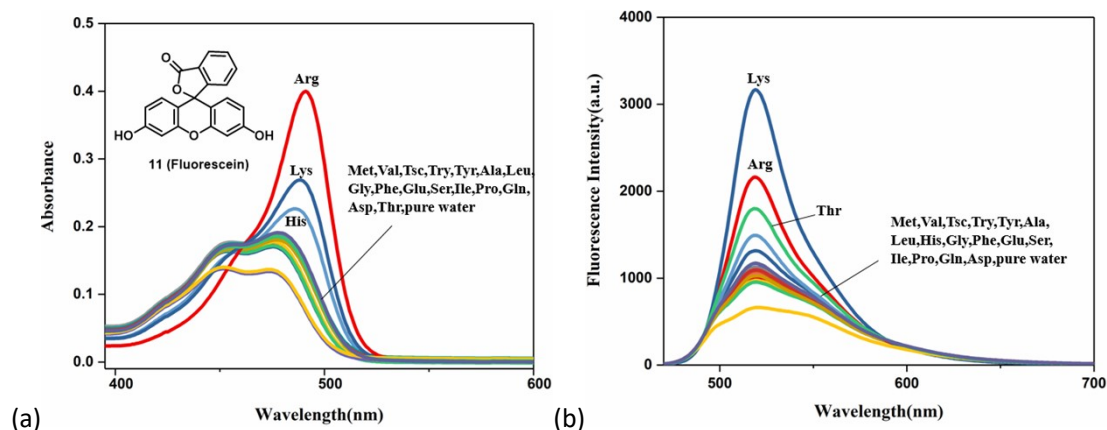 0.5
0.4
0.3
0.2
0.1
0.0
Absorbance
400
500
600
Wavelength(nm)
O
O
HO
O
OH
11 (Fluorescein)
Arg
Lys
His
Met,Val,Tsc,Try,Tyr,Ala,Leu,
Gly,Phe,Glu,Ser,Ile,Pro,Gln,
Asp,Thr,pure water
(a)
4000
3000
2000
1000
0
Fluorescence Intensity(a.u.)
500
600
700
Wavelength(nm)
Lys
Arg
Thr
Met,Val,Tsc,Try,Tyr,Ala,
Leu,His,Gly,Phe,Glu,Ser,
Ile,Pro,Gln,Asp,pure water
(b)